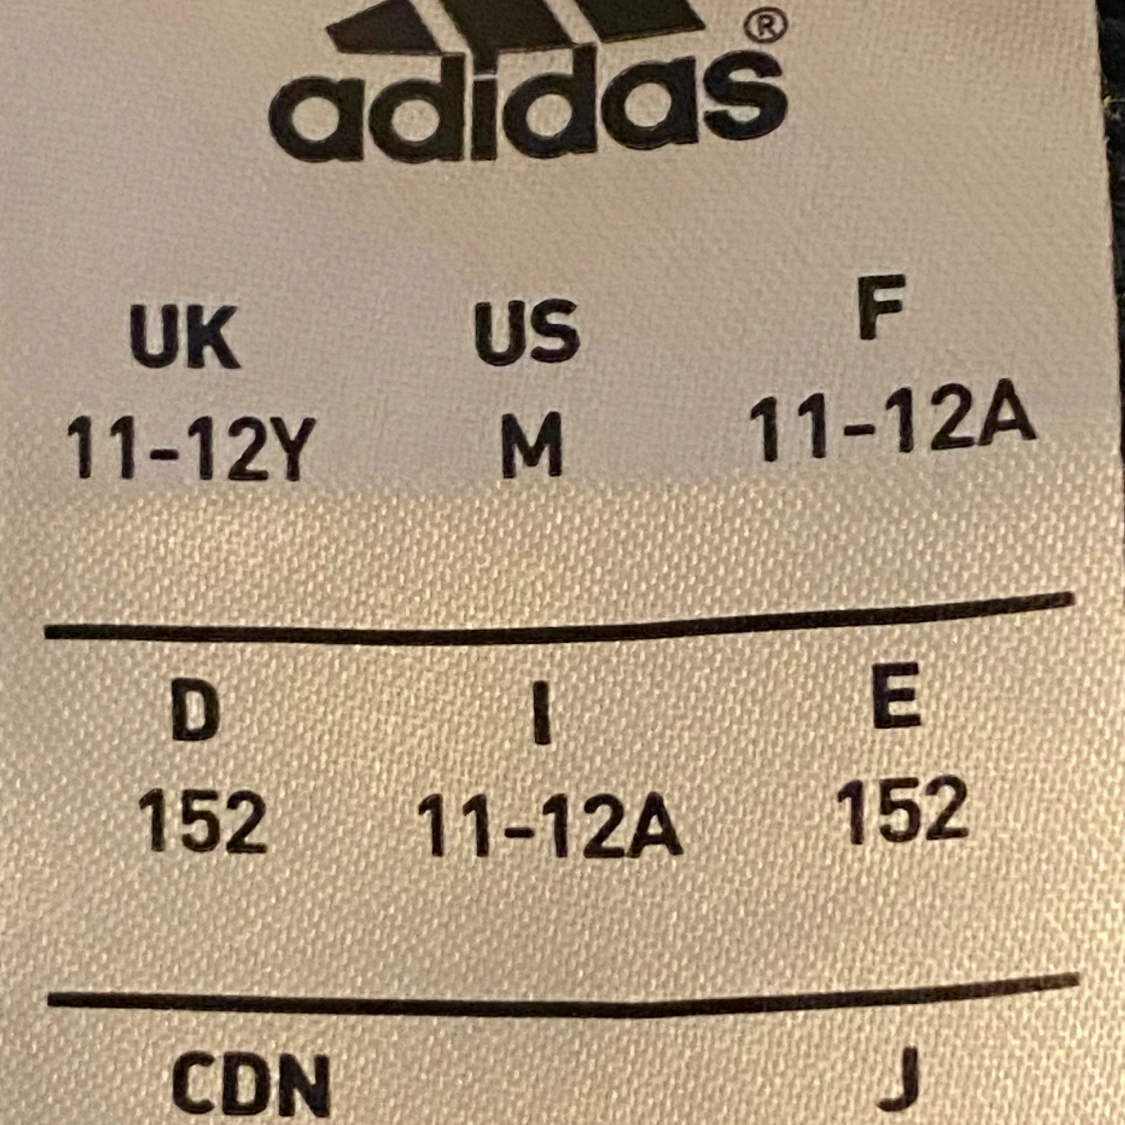 adidas®
UK US F
11-12Y M 11-12A
D I E
152 11-12A 152
CDN J